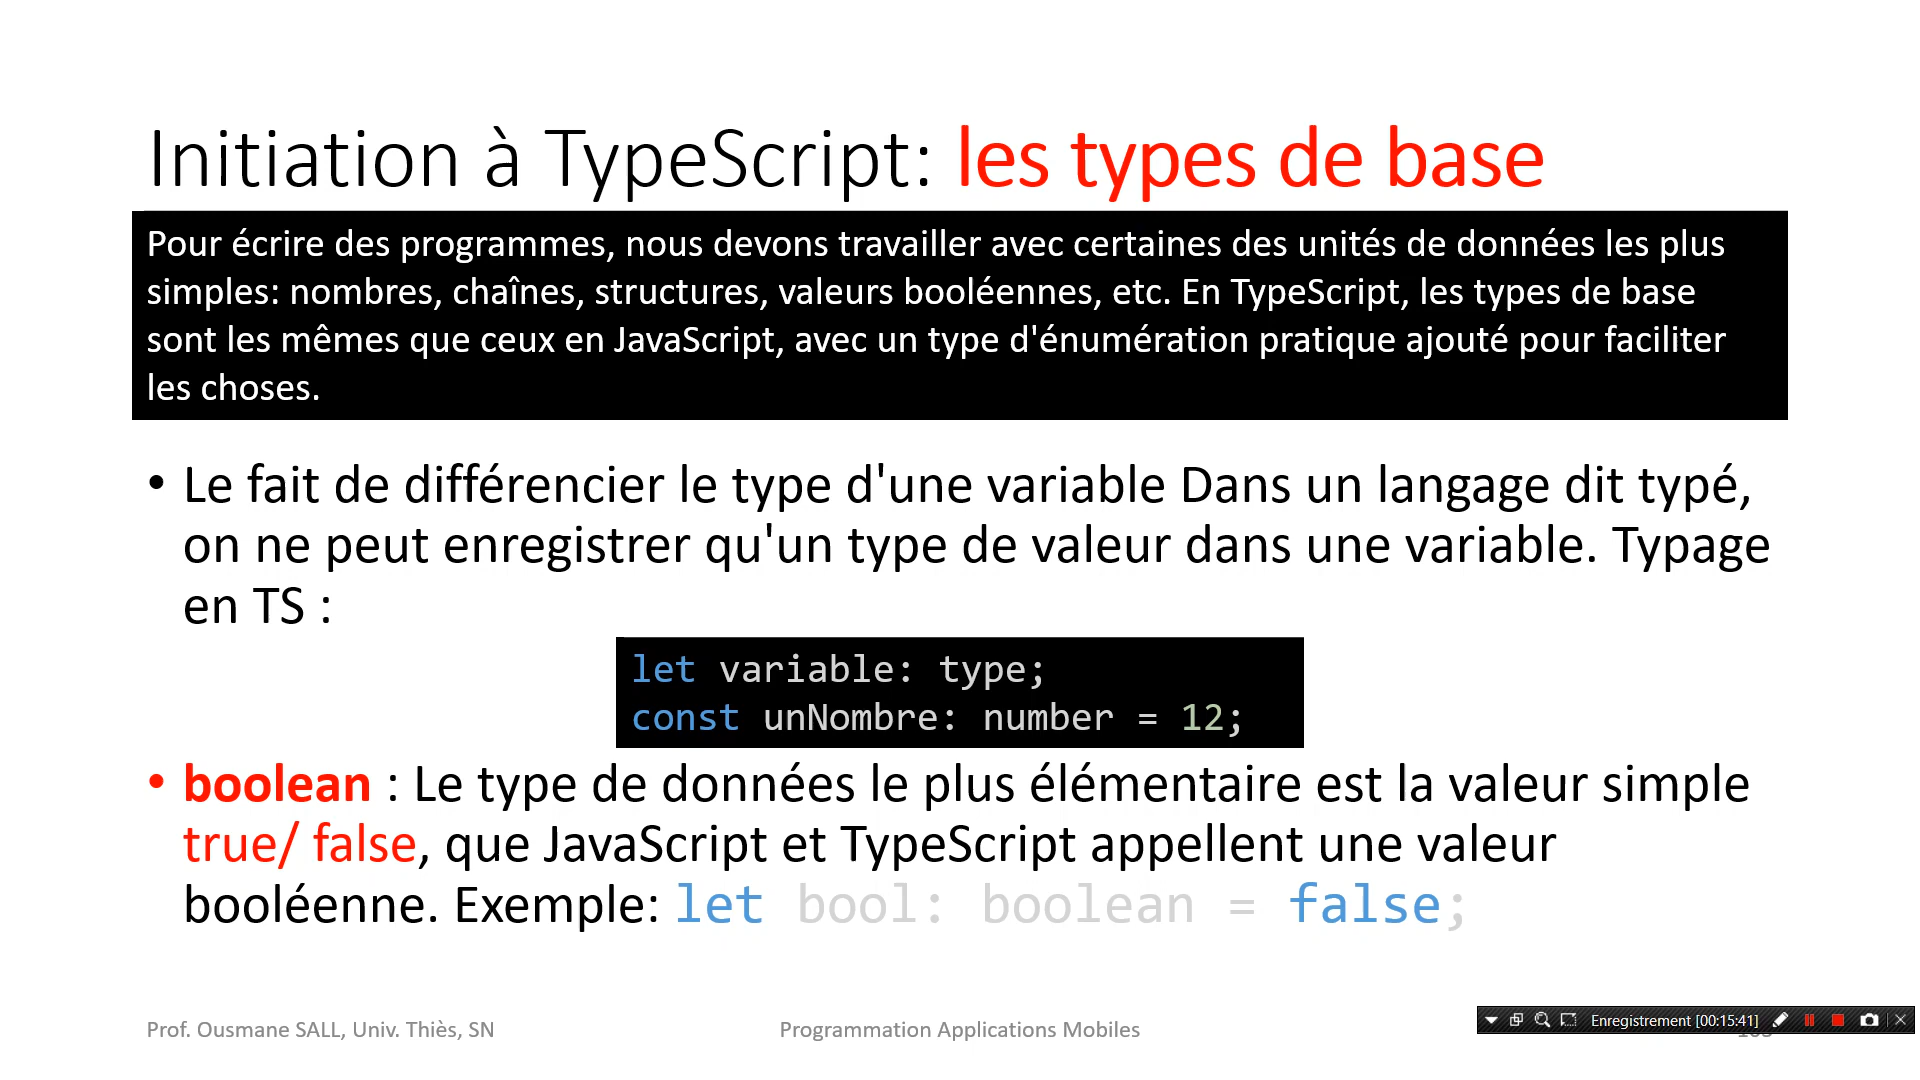 Initiation à TypeScript: les types de base
Pour écrire des programmes, nous devons travailler avec certaines des unités de données les plus
simples: nombres, chaînes, structures, valeurs booléennes, etc. En TypeScript, les types de base
sont les mêmes que ceux en JavaScript, avec un type d'énumération pratique ajouté pour faciliter
les choses.
• Le fait de différencier le type d'une variable Dans un langage dit typé,
on ne peut enregistrer qu'un type de valeur dans une variable. Typage
en TS :
let variable: type;
const unNombre: number = 12;
• boolean : Le type de données le plus élémentaire est la valeur simple
true/ false, que JavaScript et TypeScript appellent une valeur
booléenne. Exemple: let bool: boolean = false;
Prof. Ousmane SALL, Univ. Thiès, SN
Programmation Applications Mobiles
Enregistrement [00:15:41]